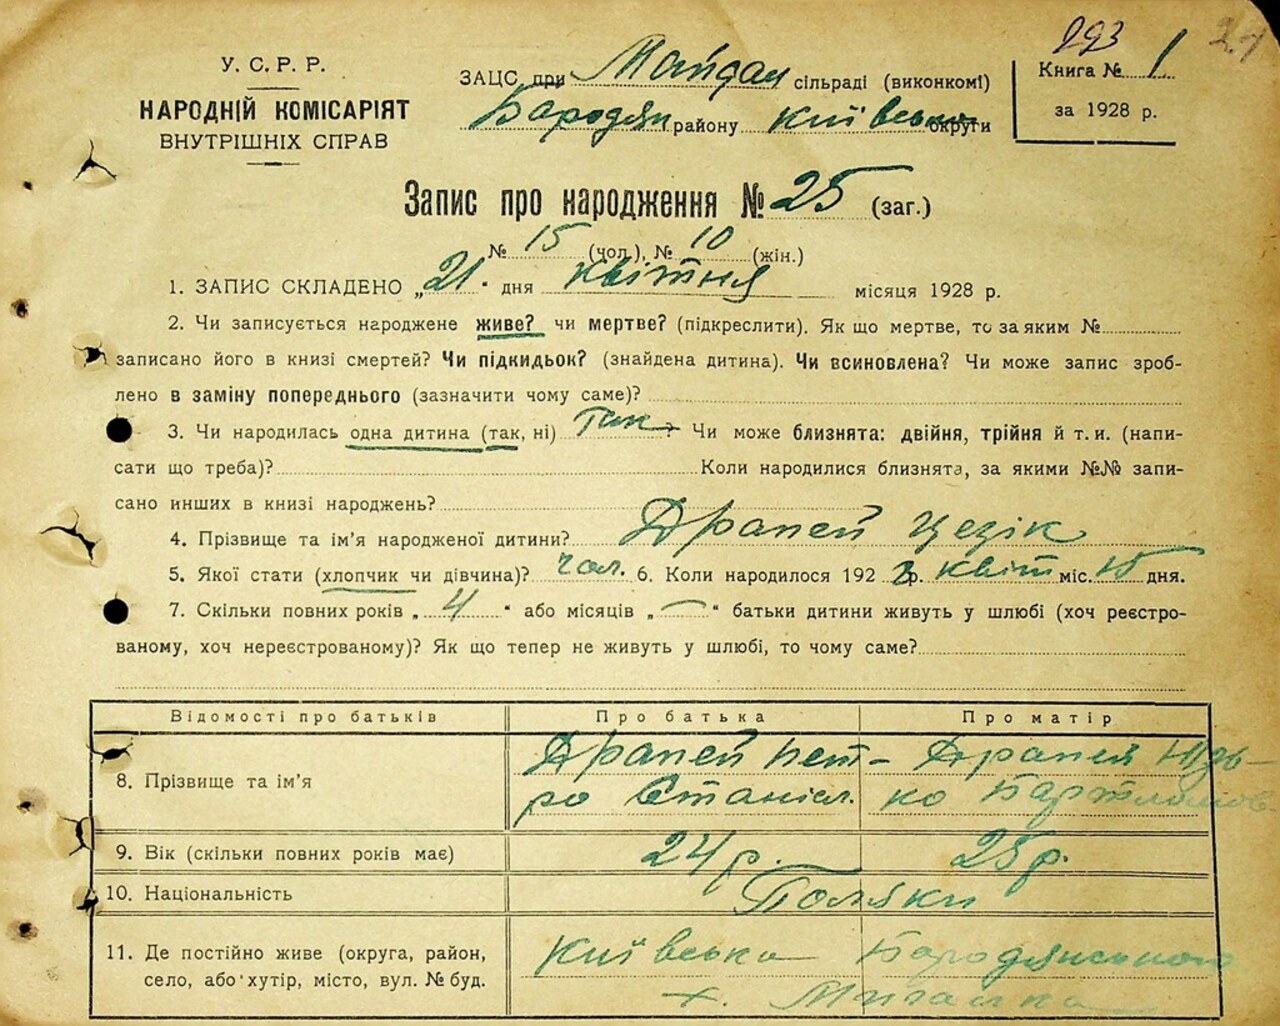 293
У. С. Р. Р.
НАРОДНІЙ КОМІСАРІЯТ
ВНУТРІШНІХ СПРАВ
ЗАЦС при Майдан сільраді (виконкомі)
Бородян району Київської округи
Книга № 1
за 1928 р.
Запис про народження № 25 (заг.)
№ 15 (чол.), № 10 (жін.)
1. ЗАПИС СКЛАДЕНО „21" дня квітня місяця 1928 р.
2. Чи записується народжене живе? чи мертве? (підкреслити). Як що мертве, то за яким №
записано його в книзі смертей? Чи підкидьок? (знайдена дитина). Чи всиновлена? Чи може запис зроб-
лено в заміну попереднього (зазначити чому саме)?
3. Чи народилась одна дитина (так, ні) Так? Чи може близнята: двійня, трійня й т. и. (напи-
сати що треба)? Коли народилися близнята, за якими №№ запи-
сано инших в книзі народжень?
4. Прізвище та ім'я народженої дитини? Драпей Цезік
5. Якої стати (хлопчик чи дівчина)? чол. 6. Коли народилося 192 8 р. квіт міс. 15 дня.
7. Скільки повних років „4" або місяців „—" батьки дитини живуть у шлюбі (хоч реєстро-
ваному, хоч нереєстрованому)? Як що тепер не живуть у шлюбі, то чому саме?
Відомості про батьків Про батька Про матір
8. Прізвище та ім'я Драпей Пет- Драпей
ро Станісл.
9. Вік (скільки повних років має) 24 р. 25 р.
10. Національність Поляки
11. Де постійно живе (округа, район, Київська Бородянського
село, або хутір, місто, вул. № буд. х.